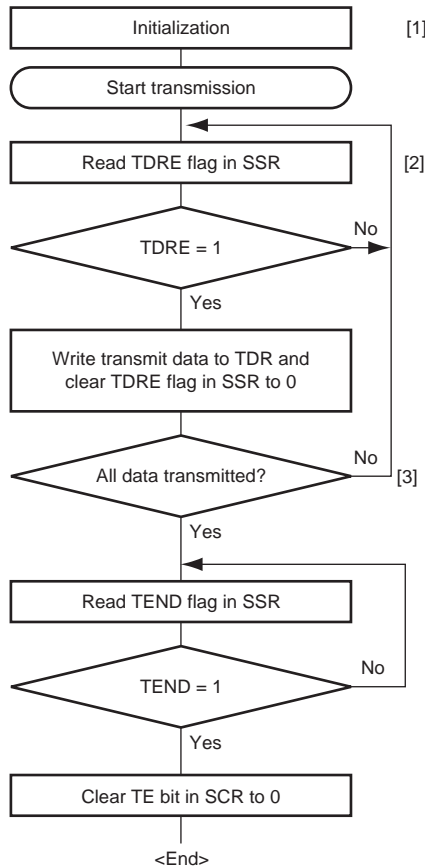 Initialization [1]
Start transmission
Read TDRE flag in SSR [2]
TDRE = 1
No
Yes
Write transmit data to TDR and
clear TDRE flag in SSR to 0
All data transmitted?
No
[3]
Yes
Read TEND flag in SSR
TEND = 1
No
Yes
Clear TE bit in SCR to 0
<End>